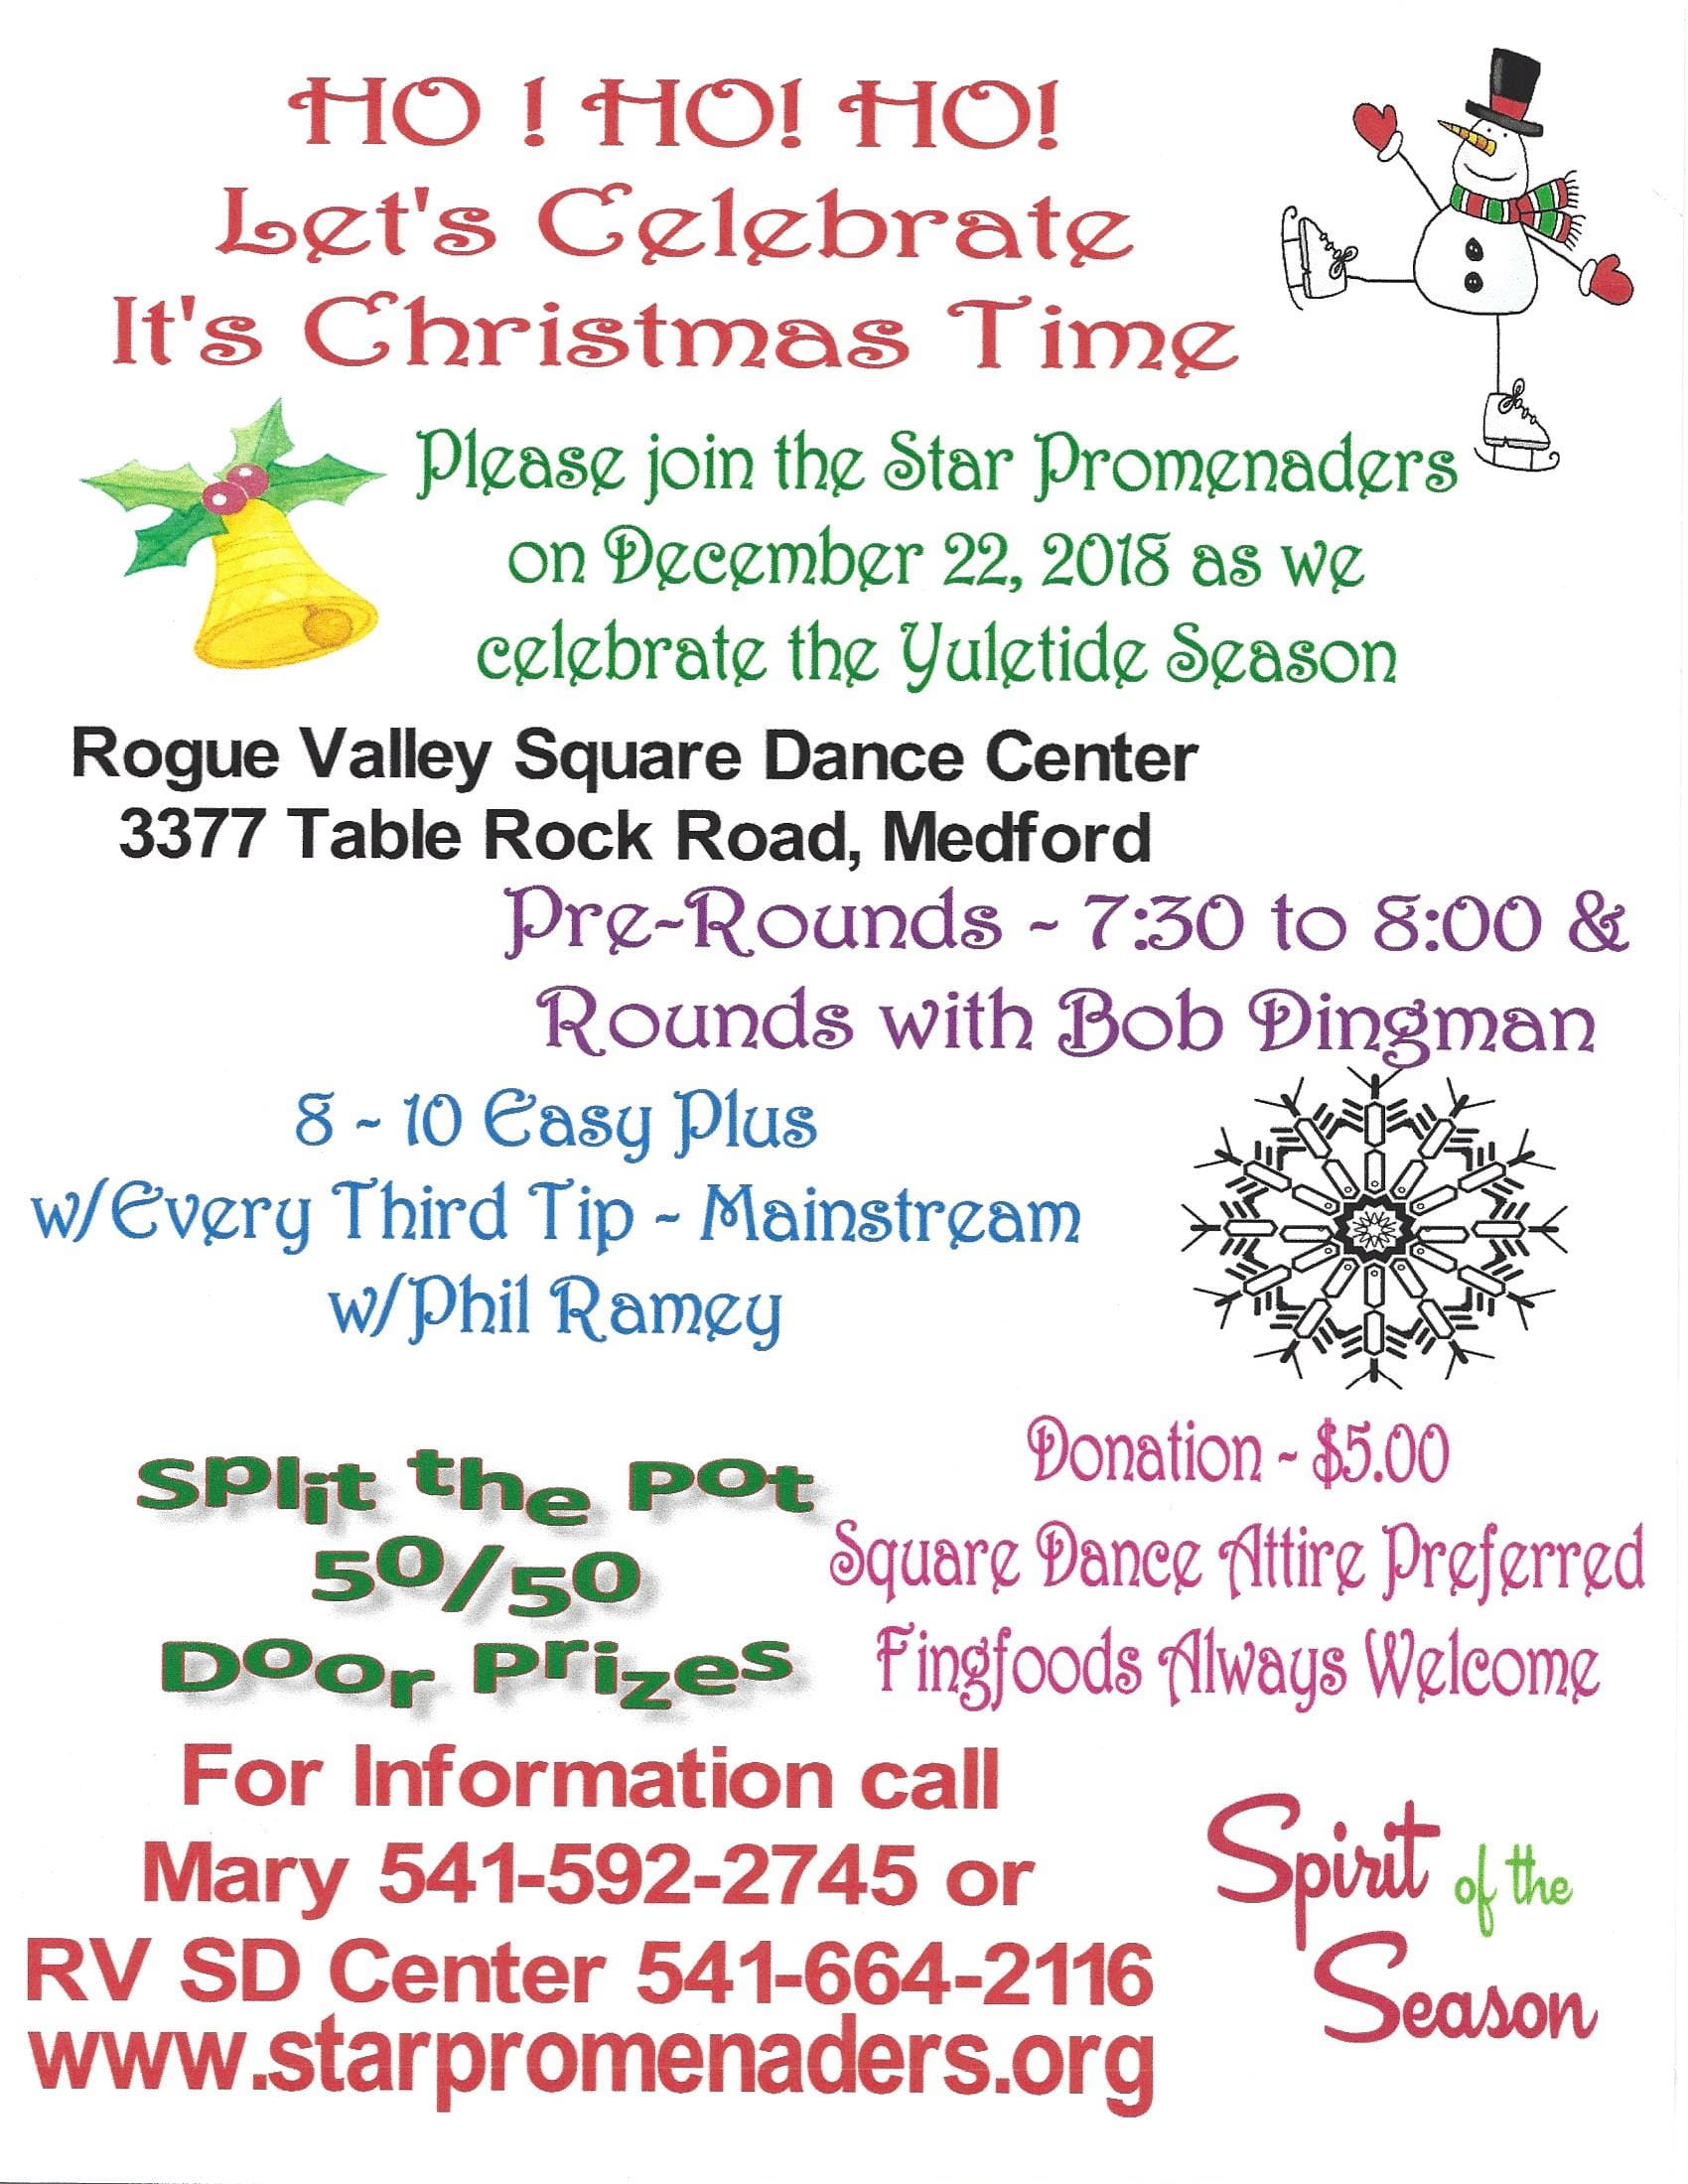 HO ! HO! HO!
Let's Celebrate
It's Christmas Time
Please join the Star Promenaders
on December 22, 2018 as we
celebrate the Yuletide Season
Rogue Valley Square Dance Center
3377 Table Rock Road, Medford
Pre-Rounds - 7:30 to 8:00 &
Rounds with Bob Dingman
8 - 10 Easy Plus
w/Every Third Tip - Mainstream
w/Phil Ramey
Split the Pot
50/50
Door Prizes
Donation - $5.00
Square Dance Attire Preferred
Fingfoods Always Welcome
For Information call
Mary 541-592-2745 or
RV SD Center 541-664-2116
www.starpromenaders.org
Spirit of the
Season